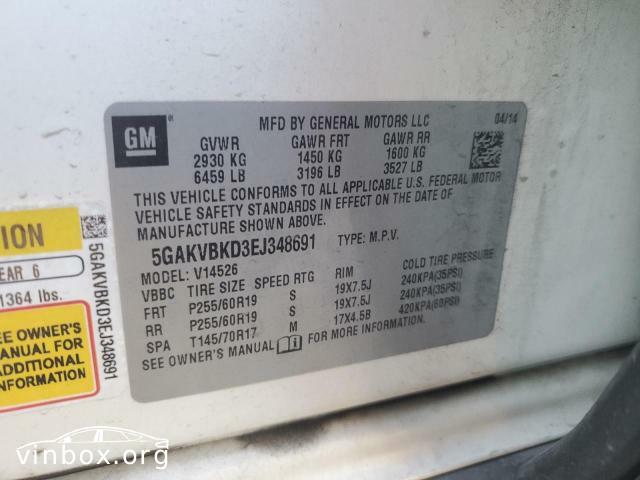 GM
MFD BY GENERAL MOTORS LLC 04/14
GVWR GAWR FRT GAWR RR
2930 KG 1450 KG 1600 KG
6459 LB 3196 LB 3527 LB
THIS VEHICLE CONFORMS TO ALL APPLICABLE U.S. FEDERAL MOTOR
VEHICLE SAFETY STANDARDS IN EFFECT ON THE DATE OF
MANUFACTURE SHOWN ABOVE.
5GAKVBKD3EJ348691 TYPE: M.P.V.
MODEL: V14526
VBBC TIRE SIZE SPEED RTG RIM COLD TIRE PRESSURE
FRT P255/60R19 S 19X7.5J 240KPA(35PSI)
RR P255/60R19 S 19X7.5J 240KPA(35PSI)
SPA T145/70R17 M 17X4.5B 420KPA(60PSI)
SEE OWNER'S MANUAL FOR MORE INFORMATION.
TION
EAR 6
1364 lbs.
SEE OWNER'S
MANUAL FOR
ADDITIONAL
INFORMATION
5GAKVBKD3EJ348691
vinbox.org